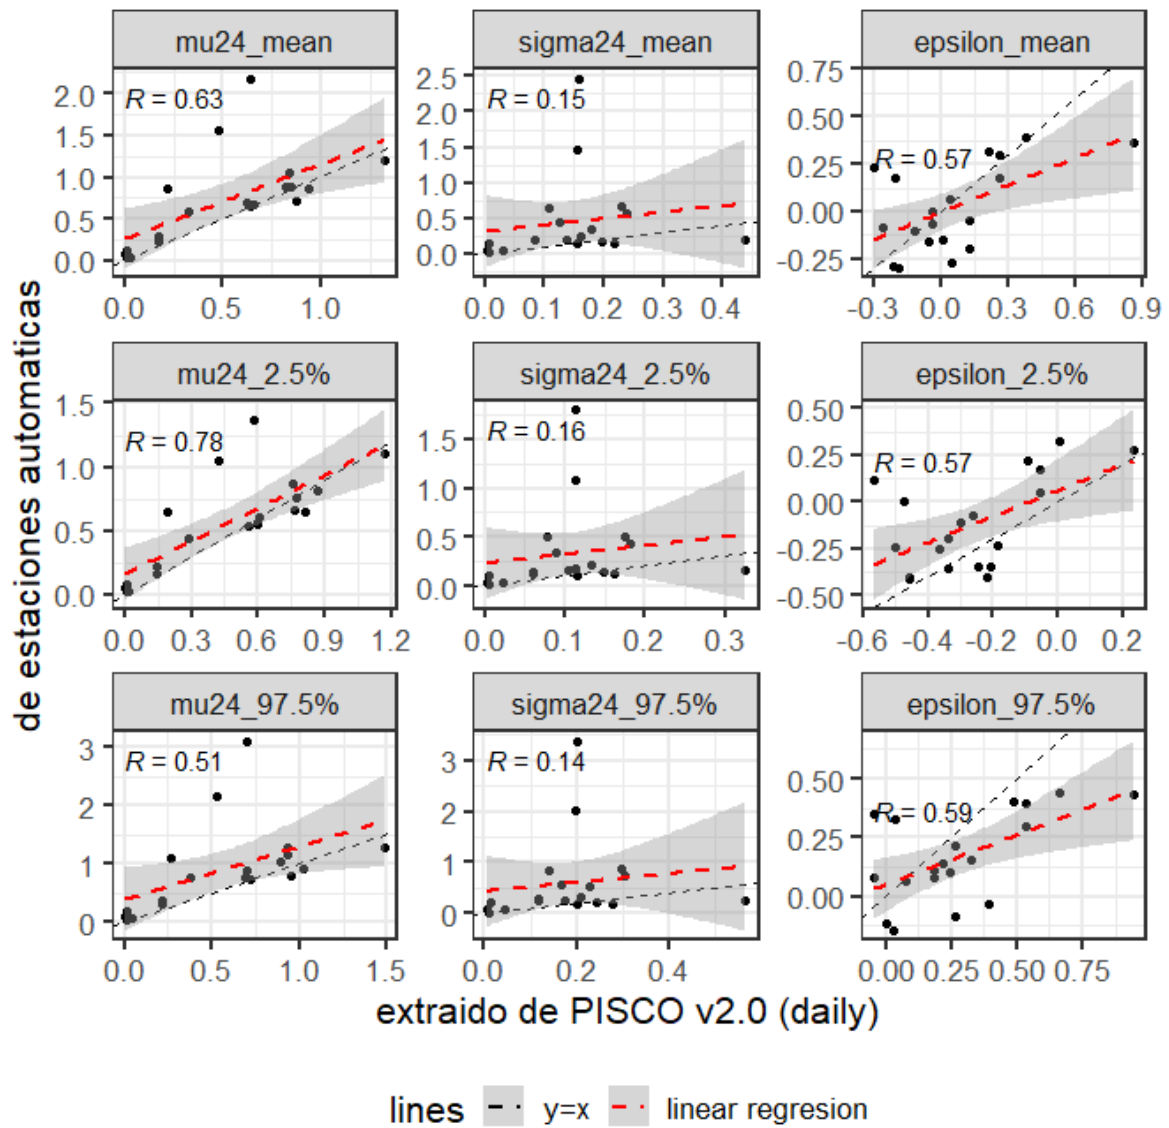 mu24_mean
sigma24_mean
epsilon_mean
R = 0.63
R = 0.15
R = 0.57
2.0
1.5
1.0
0.5
0.0
2.5
2.0
1.5
1.0
0.5
0.0
0.75
0.50
0.25
0.00
-0.25
0.0 0.5 1.0
0.0 0.1 0.2 0.3 0.4
-0.3 0.0 0.3 0.6 0.9
mu24_2.5%
sigma24_2.5%
epsilon_2.5%
R = 0.78
R = 0.16
R = 0.57
1.5
1.0
0.5
0.0
1.5
1.0
0.5
0.0
0.50
0.25
0.00
-0.25
-0.50
0.0 0.3 0.6 0.9 1.2
0.0 0.1 0.2 0.3
-0.6 -0.4 -0.2 0.0 0.2
mu24_97.5%
sigma24_97.5%
epsilon_97.5%
R = 0.51
R = 0.14
R = 0.59
3
2
1
0
3
2
1
0
0.50
0.25
0.00
0.0 0.5 1.0 1.5
0.0 0.2 0.4
0.00 0.25 0.50 0.75
de estaciones automaticas
extraido de PISCO v2.0 (daily)
lines y=x linear regresion